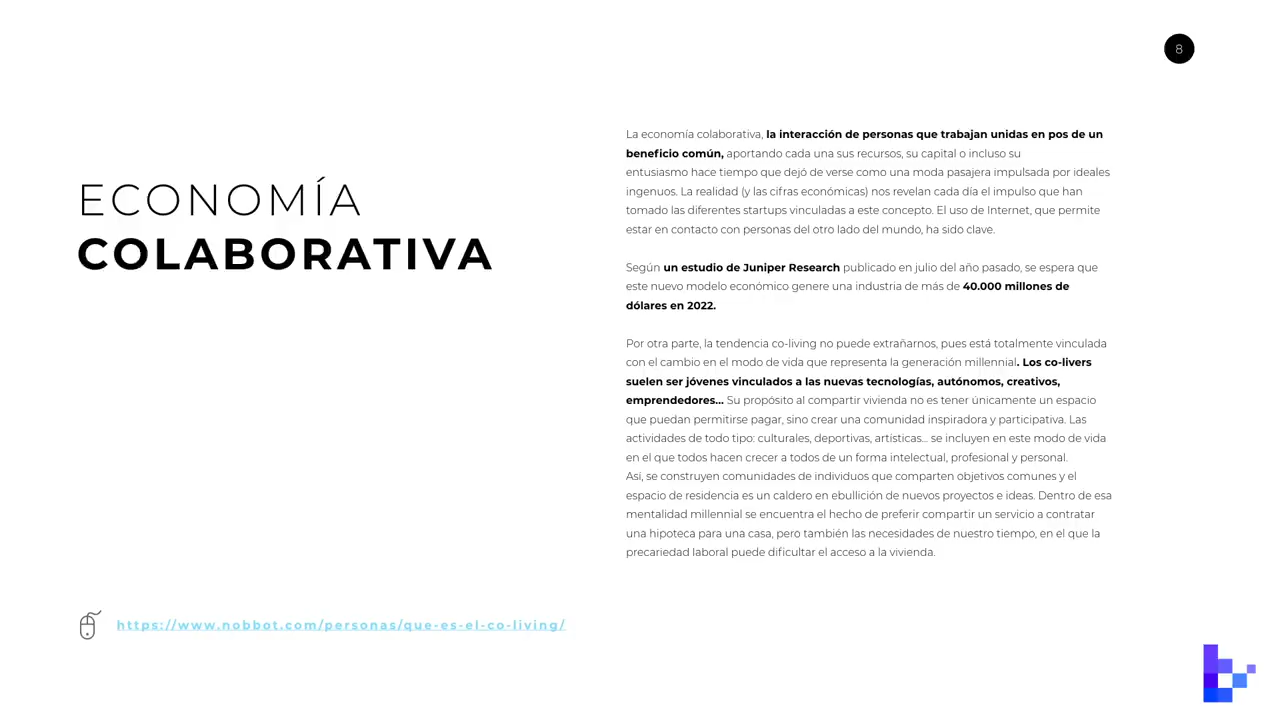 8
ECONOMÍA
COLABORATIVA
La economía colaborativa, la interacción de personas que trabajan unidas en pos de un
beneficio común, aportando cada una sus recursos, su capital o incluso su
entusiasmo hace tiempo que dejó de verse como una moda pasajera impulsada por ideales
ingenuos. La realidad (y las cifras económicas) nos revelan cada día el impulso que han
tomado las diferentes startups vinculadas a este concepto. El uso de Internet, que permite
estar en contacto con personas del otro lado del mundo, ha sido clave.
Según un estudio de Juniper Research publicado en julio del año pasado, se espera que
este nuevo modelo económico genere una industria de más de 40.000 millones de
dólares en 2022.
Por otra parte, la tendencia co-living no puede extrañarnos, pues está totalmente vinculada
con el cambio en el modo de vida que representa la generación millennial. Los co-livers
suelen ser jóvenes vinculados a las nuevas tecnologías, autónomos, creativos,
emprendedores... Su propósito al compartir vivienda no es tener únicamente un espacio
que puedan permitirse pagar, sino crear una comunidad inspiradora y participativa. Las
actividades de todo tipo: culturales, deportivas, artísticas... se incluyen en este modo de vida
en el que todos hacen crecer a todos de un forma intelectual, profesional y personal.
Así, se construyen comunidades de individuos que comparten objetivos comunes y el
espacio de residencia es un caldero en ebullición de nuevos proyectos e ideas. Dentro de esa
mentalidad millennial se encuentra el hecho de preferir compartir un servicio a contratar
una hipoteca para una casa, pero también las necesidades de nuestro tiempo, en el que la
precariedad laboral puede dificultar el acceso a la vivienda.
https://www.nobbot.com/personas/que-es-el-co-living/